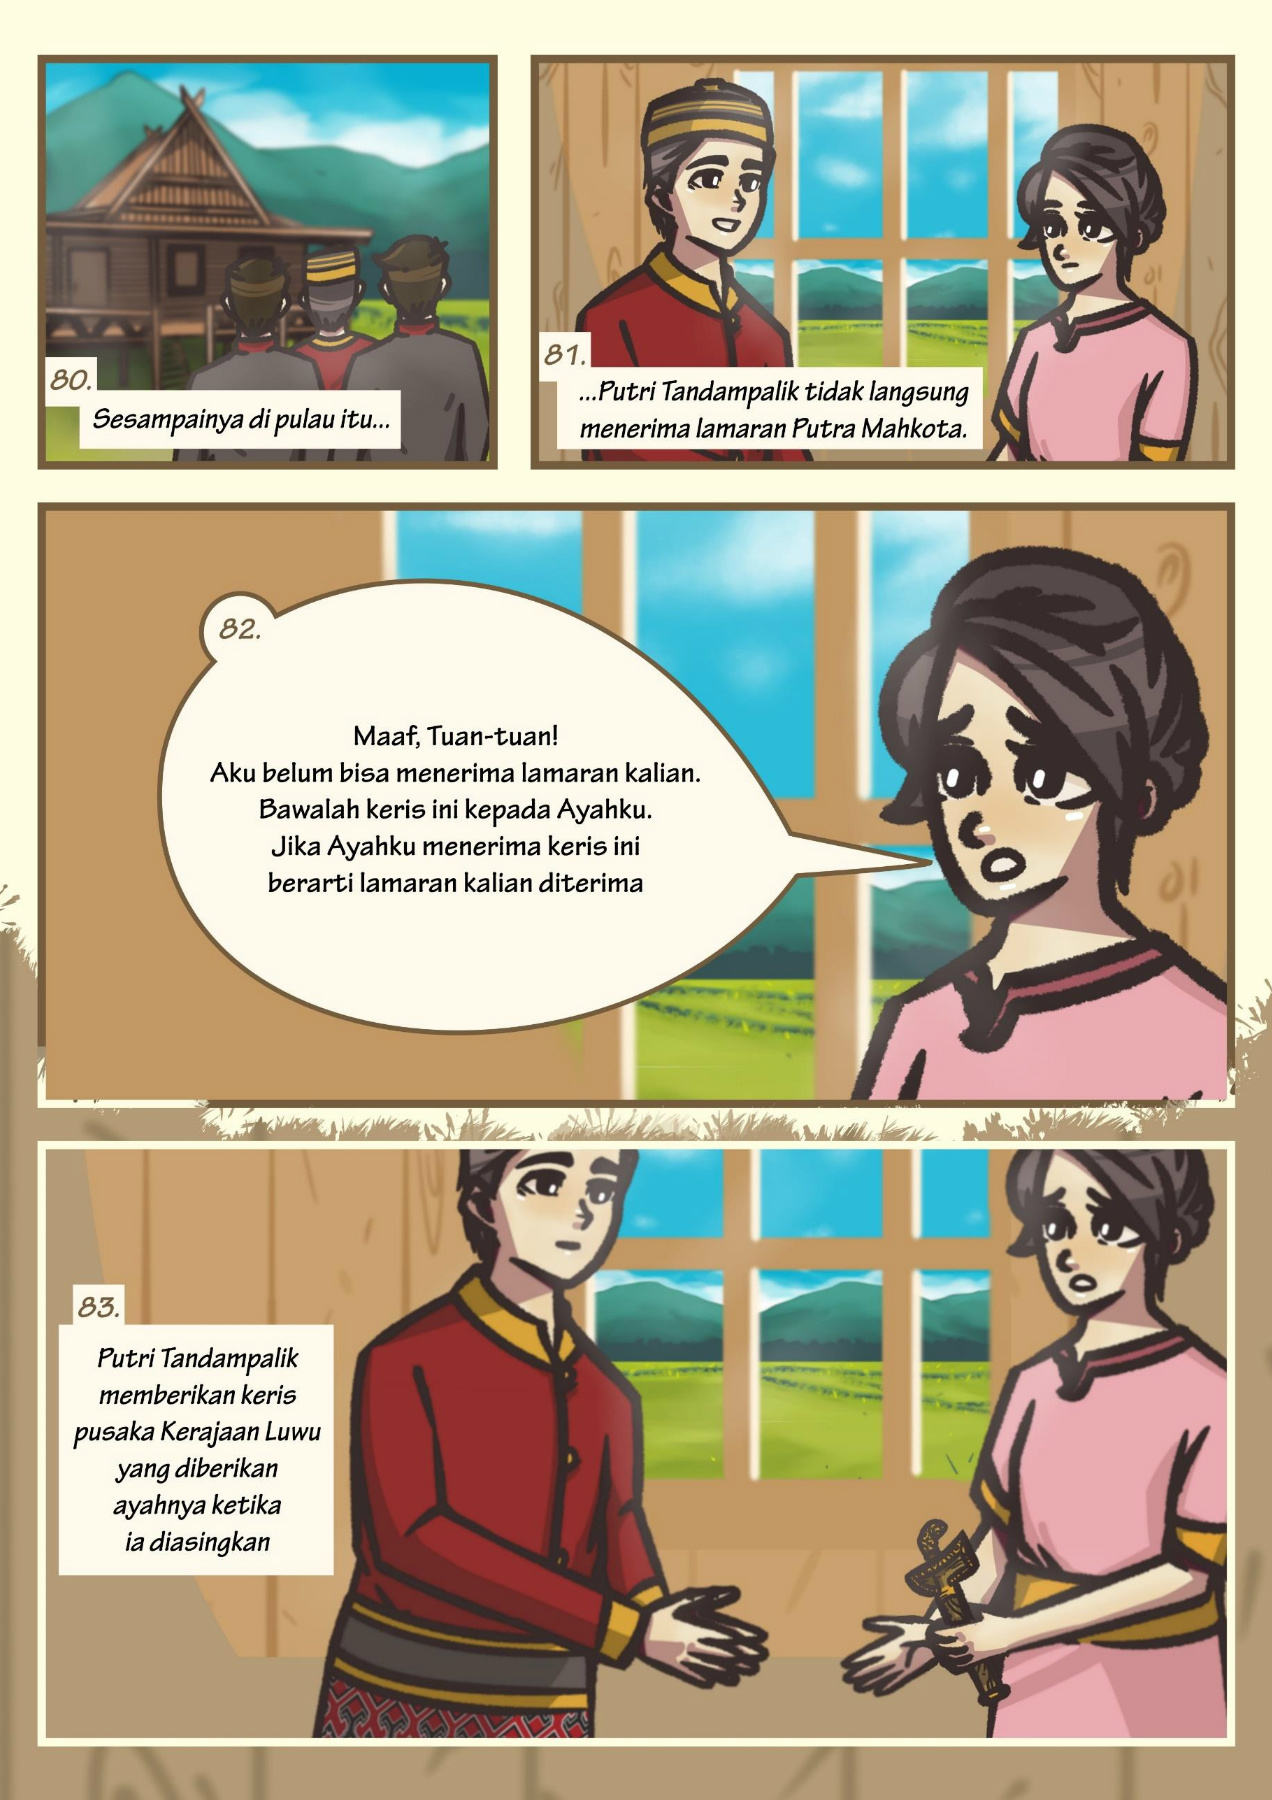 80.
Sesampainya di pulau itu...
81.
...Putri Tandampalik tidak langsung
menerima lamaran Putra Mahkota.
82.
Maaf, Tuan-tuan!
Aku belum bisa menerima lamaran kalian.
Bawalah keris ini kepada Ayahku.
Jika Ayahku menerima keris ini
berarti lamaran kalian diterima
83.
Putri Tandampalik
memberikan keris
pusaka Kerajaan Luwu
yang diberikan
ayahnya ketika
ia diasingkan